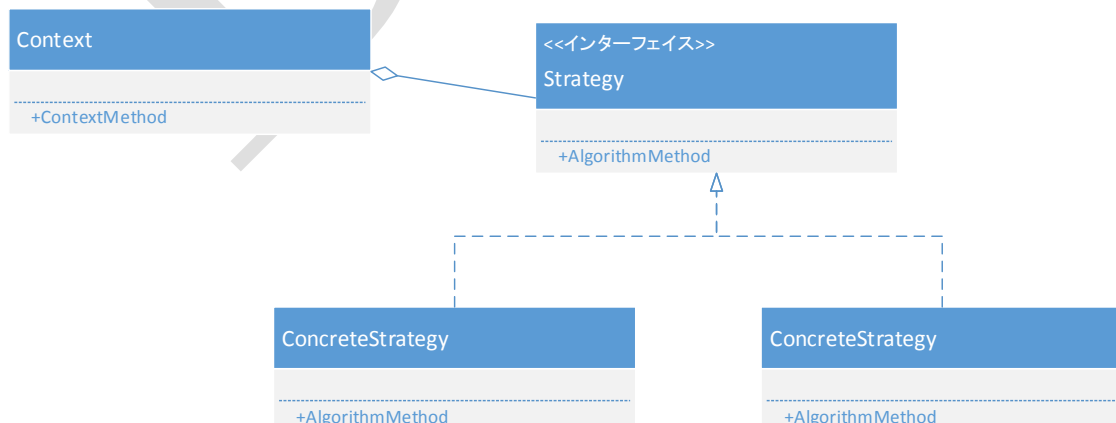 Context
+ContextMethod
<<インターフェイス>>
Strategy
+AlgorithmMethod
ConcreteStrategy
+AlgorithmMethod
ConcreteStrategy
+AlgorithmMethod